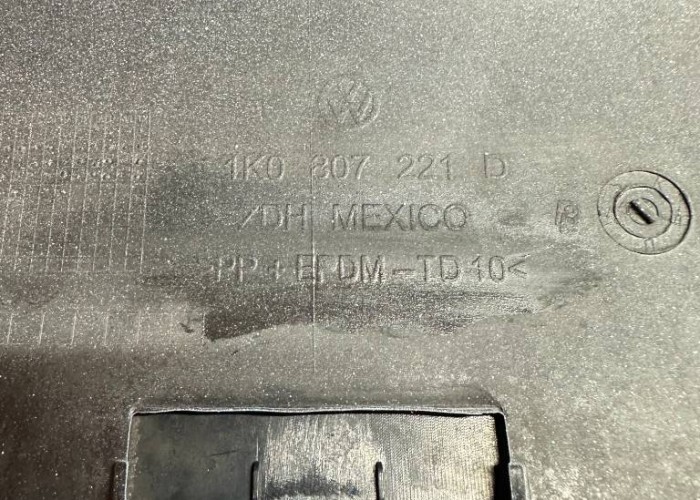 1K0 807 221 D
/DH MEXICO
>PP+EPDM-TD10<